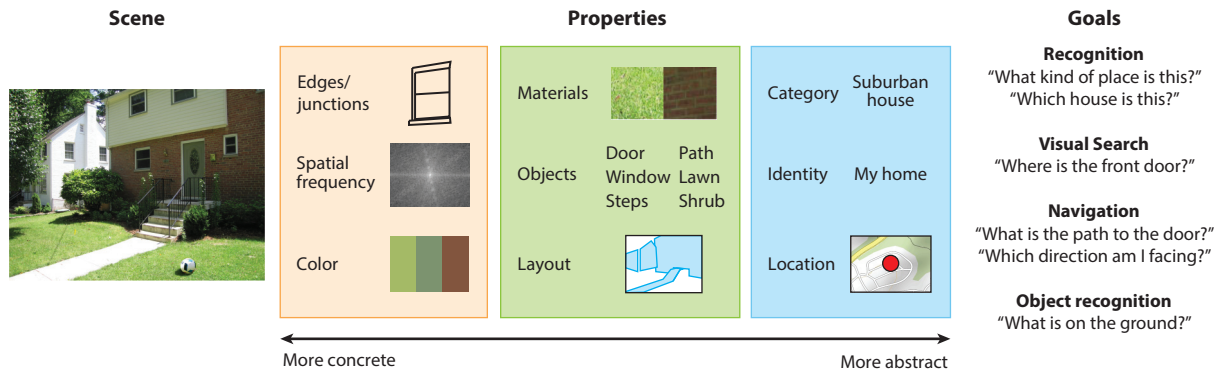 Scene
Properties
Goals
Edges/
junctions
Spatial
frequency
Color
Materials
Objects
Door
Window
Steps
Path
Lawn
Shrub
Layout
Category
Suburban
house
Identity
My home
Location
Recognition
“What kind of place is this?”
“Which house is this?”
Visual Search
“Where is the front door?”
Navigation
“What is the path to the door?”
“Which direction am I facing?”
Object recognition
“What is on the ground?”
More concrete
More abstract